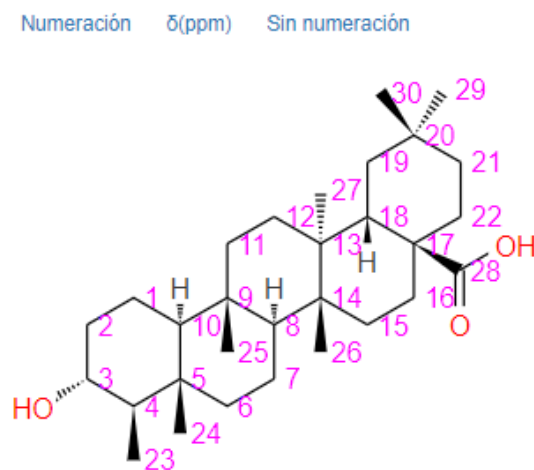 Numeración δ(ppm) Sin numeración
30 29
20
19 21
27
12 18 22
11 13 17 OH
H 28
1 H H 14 16
2 9 8 15 O
10
3 25 26
5 7
HO 4 6
24
23